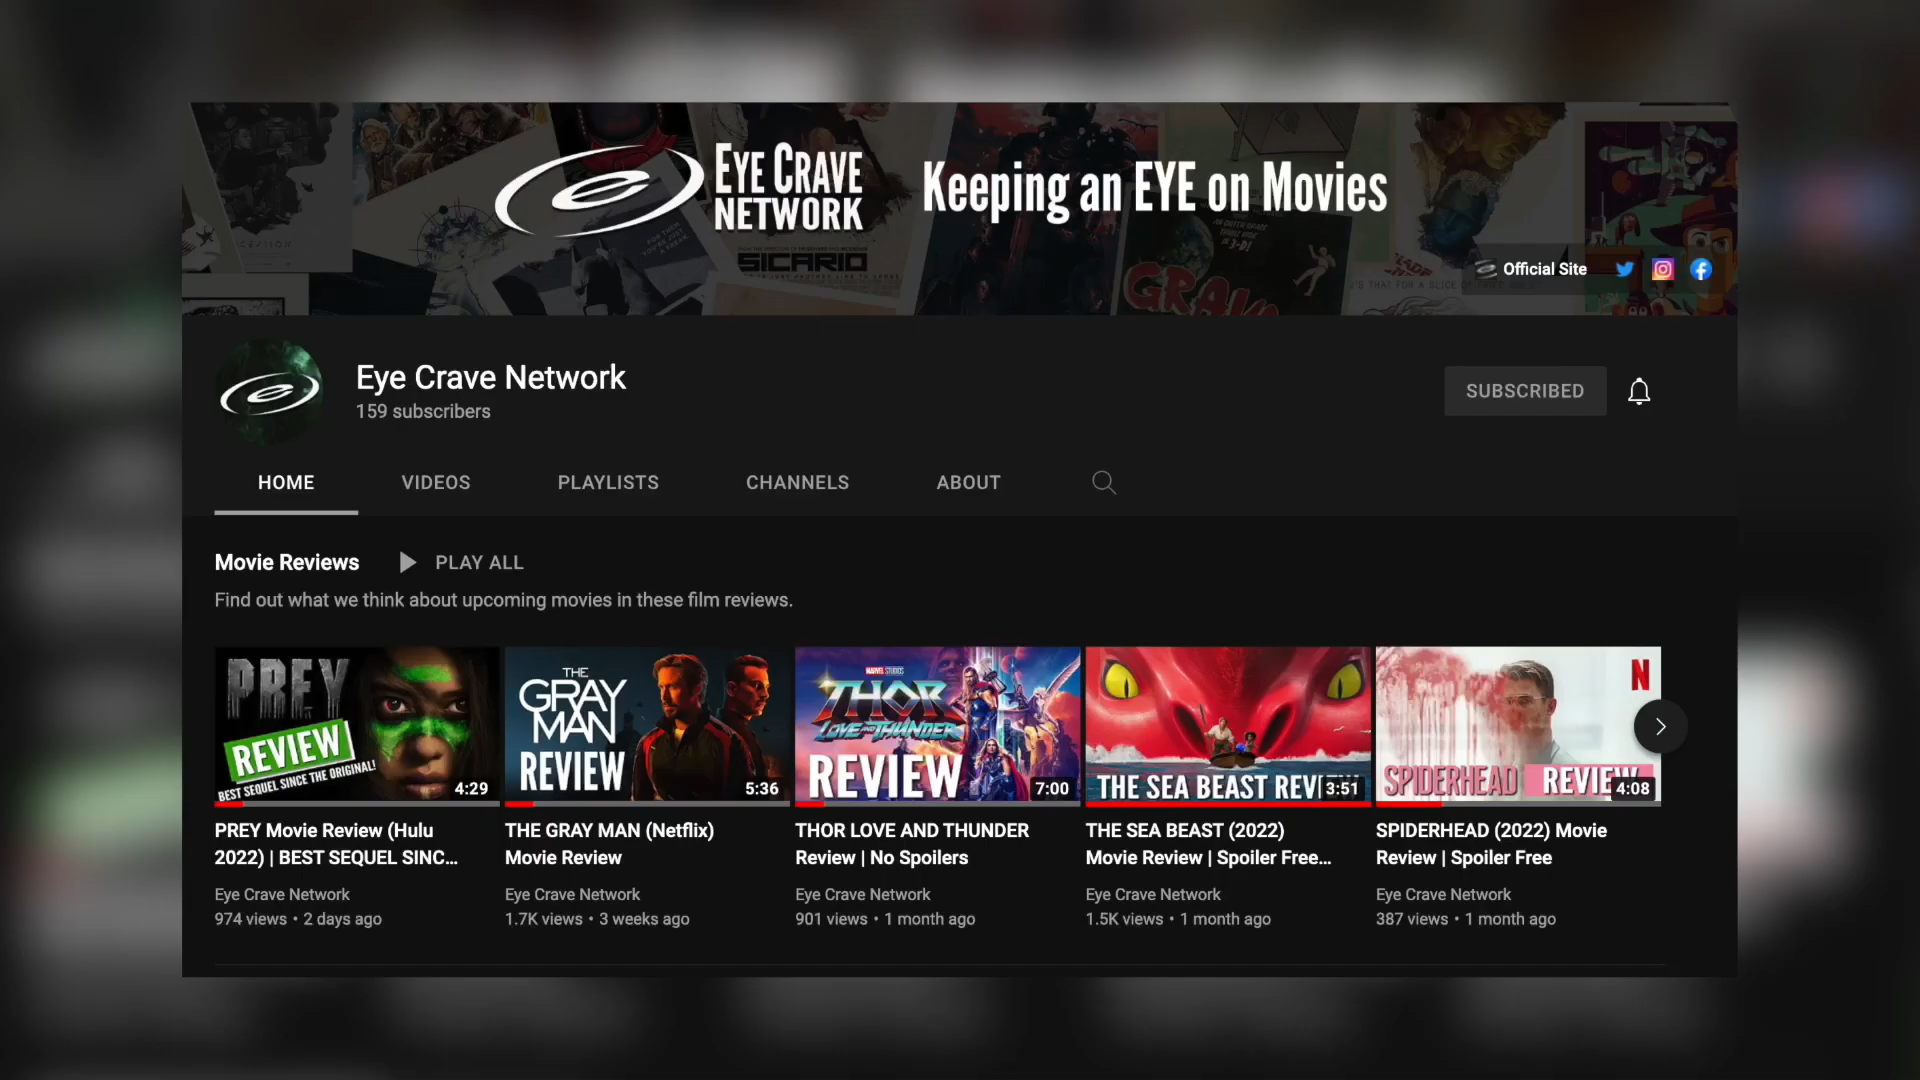 EYE CRAVE
NETWORK
Keeping an EYE on Movies
SICARIO
Official Site
Eye Crave Network
159 subscribers
SUBSCRIBED
HOME
VIDEOS
PLAYLISTS
CHANNELS
ABOUT
Movie Reviews
PLAY ALL
Find out what we think about upcoming movies in these film reviews.
PREY
REVIEW
BEST SEQUEL SINCE THE ORIGINAL!
4:29
THE
GRAY
MAN
REVIEW
5:36
MARVEL STUDIOS
THOR
LOVE AND THUNDER
REVIEW
7:00
THE SEA BEAST REVIEW
3:51
N
SPIDERHEAD REVIEW
4:08
PREY Movie Review (Hulu
2022) | BEST SEQUEL SINC...
Eye Crave Network
974 views • 2 days ago
THE GRAY MAN (Netflix)
Movie Review
Eye Crave Network
1.7K views • 3 weeks ago
THOR LOVE AND THUNDER
Review | No Spoilers
Eye Crave Network
901 views • 1 month ago
THE SEA BEAST (2022)
Movie Review | Spoiler Free...
Eye Crave Network
1.5K views • 1 month ago
SPIDERHEAD (2022) Movie
Review | Spoiler Free
Eye Crave Network
387 views • 1 month ago